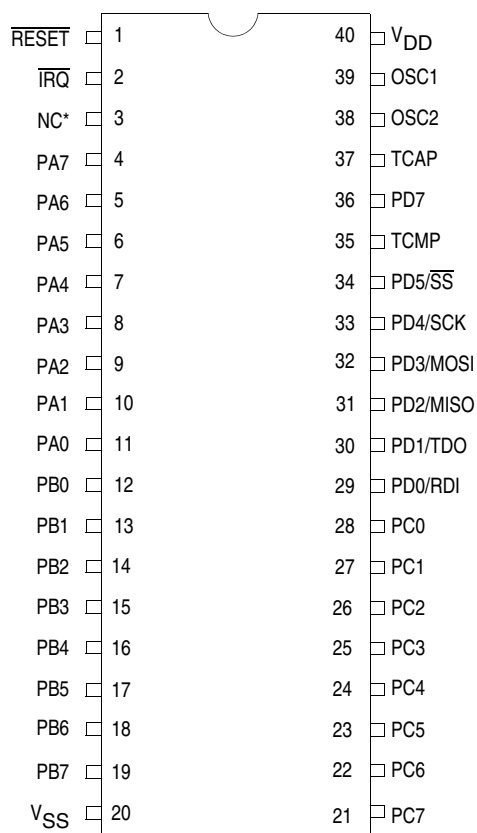 RESET 1 40 VDD
IRQ 2 39 OSC1
NC* 3 38 OSC2
PA7 4 37 TCAP
PA6 5 36 PD7
PA5 6 35 TCMP
PA4 7 34 PD5/SS
PA3 8 33 PD4/SCK
PA2 9 32 PD3/MOSI
PA1 10 31 PD2/MISO
PA0 11 30 PD1/TDO
PB0 12 29 PD0/RDI
PB1 13 28 PC0
PB2 14 27 PC1
PB3 15 26 PC2
PB4 16 25 PC3
PB5 17 24 PC4
PB6 18 23 PC5
PB7 19 22 PC6
VSS 20 21 PC7